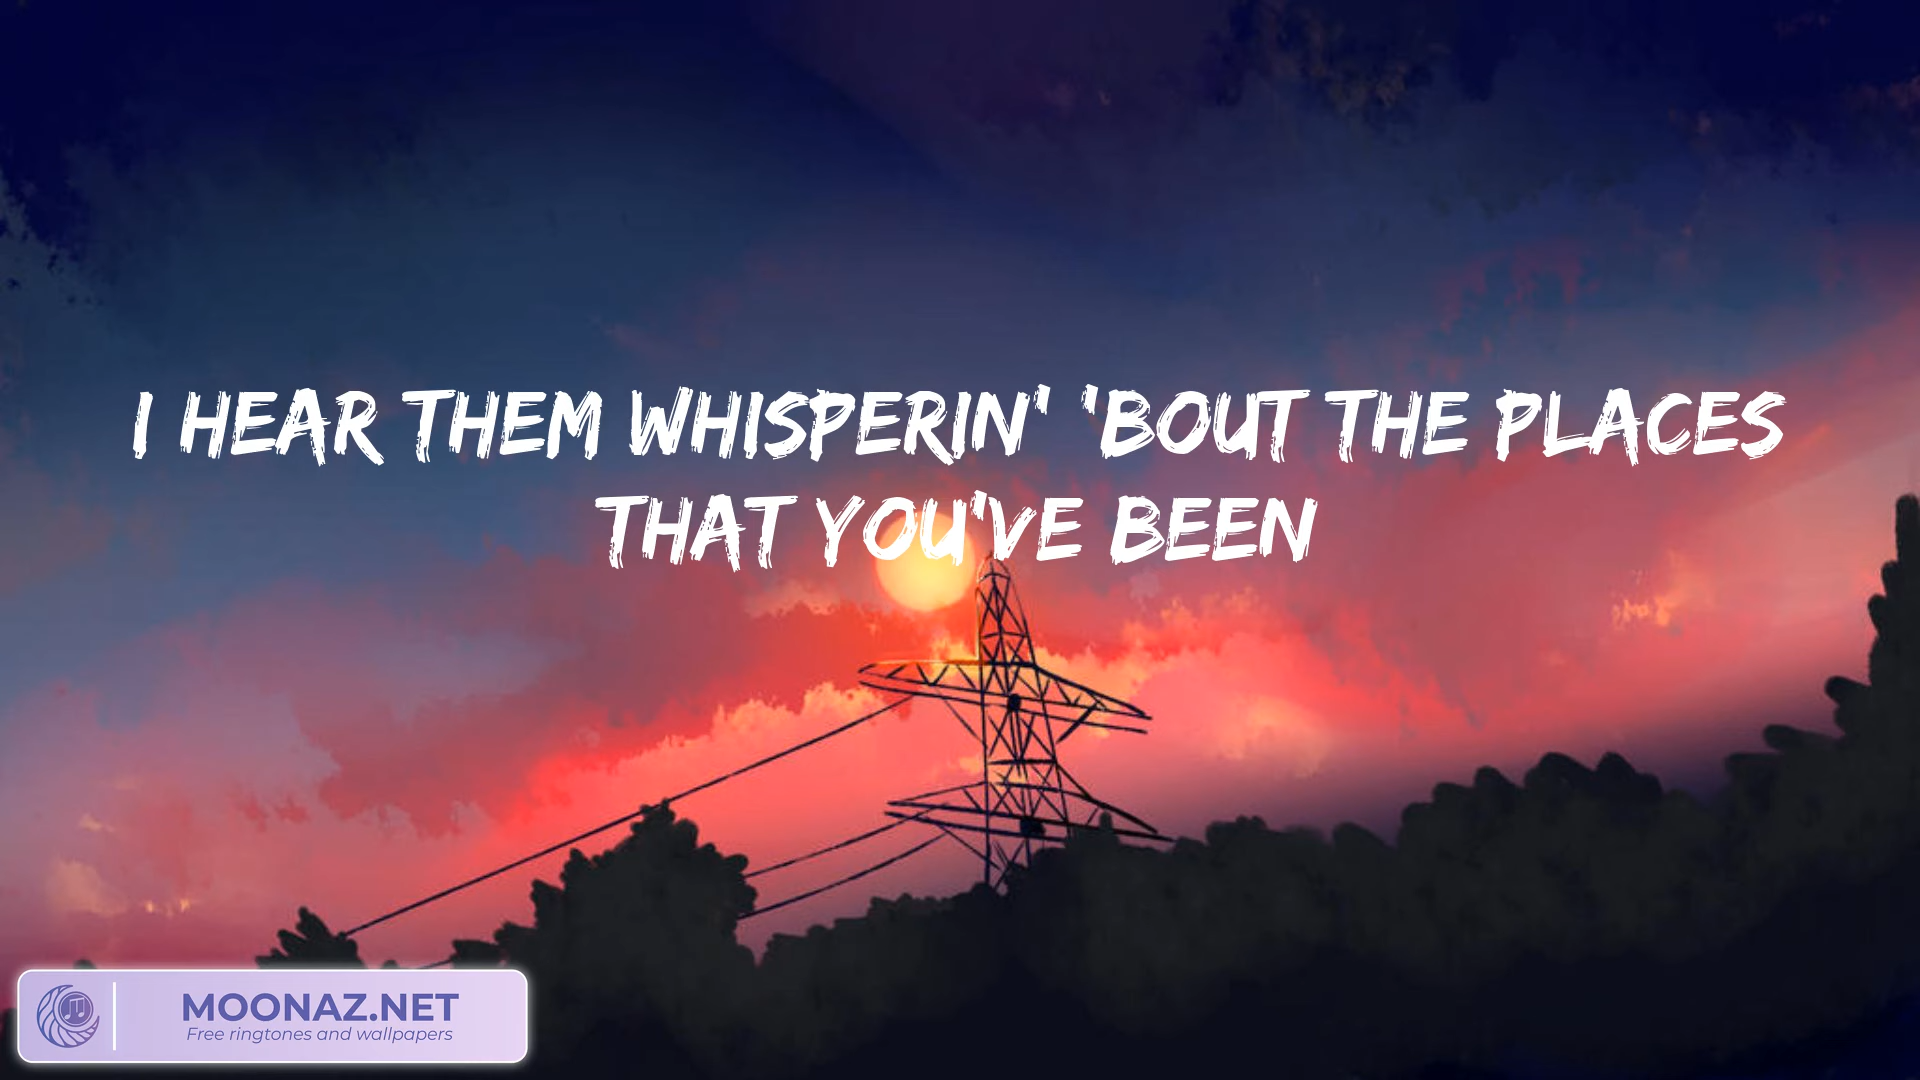 I HEAR THEM WHISPERIN' 'BOUT THE PLACES
THAT YOU'VE BEEN
MOONAZ.NET
Free ringtones and wallpapers